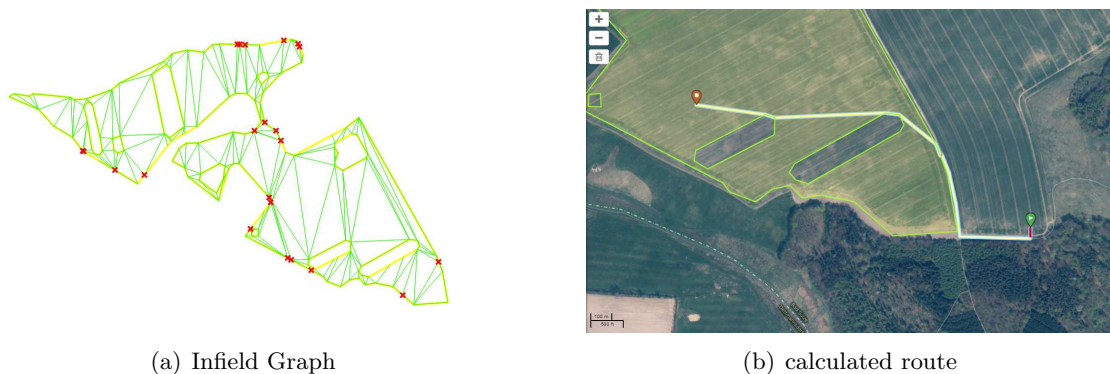 +
−
100 m
500 ft
(a) Infield Graph
(b) calculated route